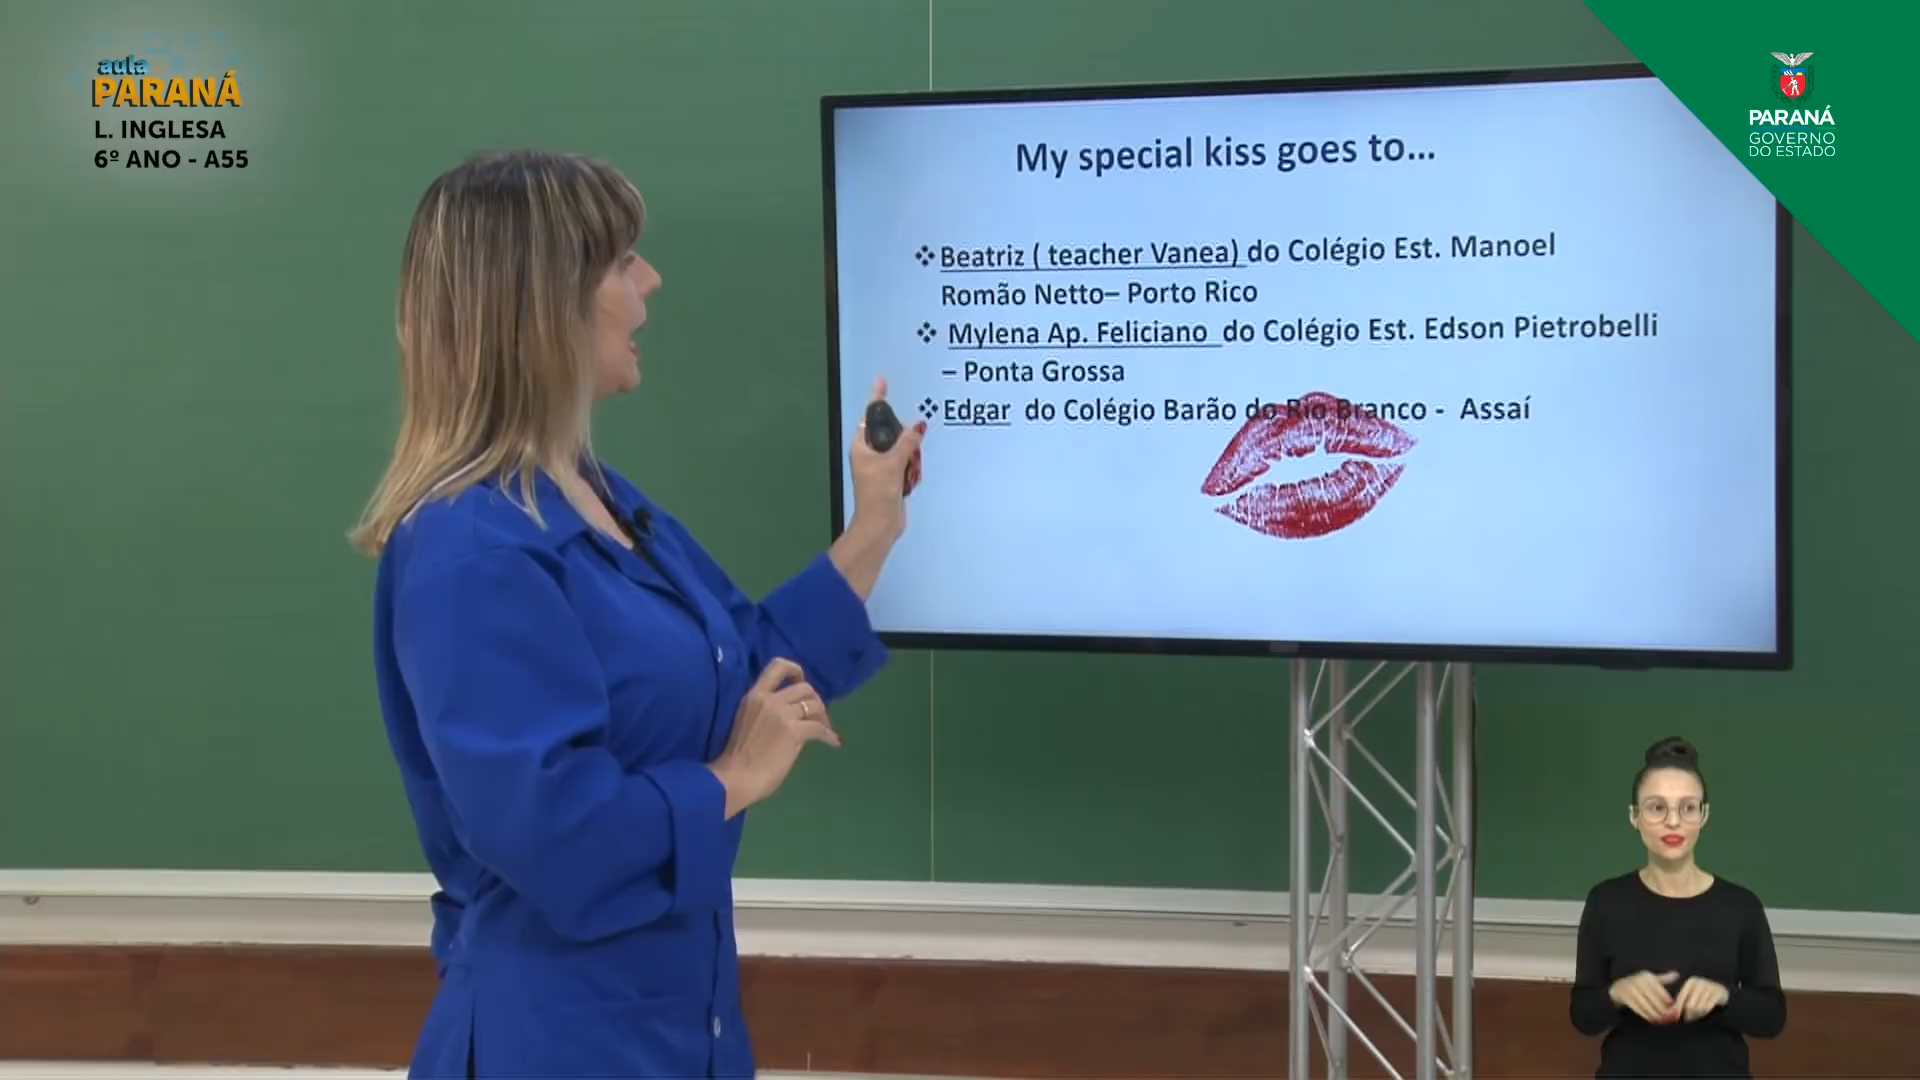 aula
PARANÁ
L. INGLESA
6º ANO - A55
PARANÁ
GOVERNO
DO ESTADO
My special kiss goes to...
❖ Beatriz ( teacher Vanea) do Colégio Est. Manoel
Romão Netto– Porto Rico
❖ Mylena Ap. Feliciano do Colégio Est. Edson Pietrobelli
– Ponta Grossa
❖ Edgar do Colégio Barão do Rio Branco - Assaí